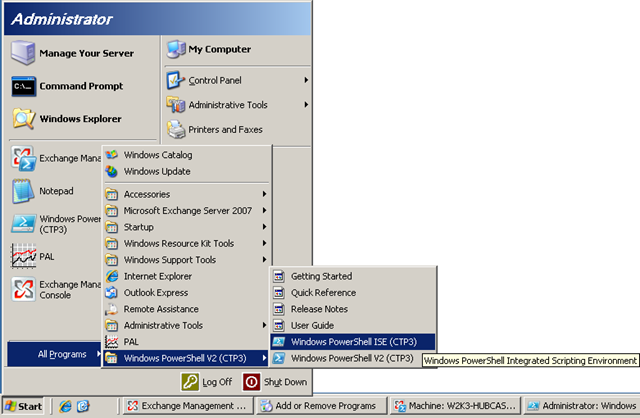 Administrator
Manage Your Server
Command Prompt
Windows Explorer
Exchange Mana
Notepad
Windows Power
(CTP3)
PAL
Exchange Mana
Console
All Programs
My Computer
Control Panel
Administrative Tools
Printers and Faxes
Windows Catalog
Windows Update
Accessories
Microsoft Exchange Server 2007
Startup
Windows Resource Kit Tools
Windows Support Tools
Internet Explorer
Outlook Express
Remote Assistance
Administrative Tools
PAL
Windows PowerShell V2 (CTP3)
Getting Started
Quick Reference
Release Notes
User Guide
Windows PowerShell ISE (CTP3)
Windows PowerShell V2 (CTP3)
Windows PowerShell Integrated Scripting Environment
Log Off
Shut Down
Start
Exchange Management ...
Add or Remove Programs
Machine: W2K3-HUBCAS...
Administrator: Windows